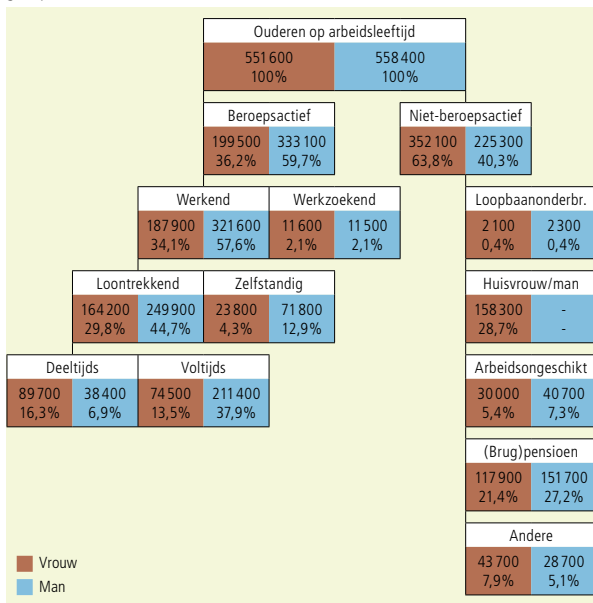 Ouderen op arbeidsleeftijd
551 600 558 400
100% 100%
Beroepsactief Niet-beroepsactief
199 500 333 100 352 100 225 300
36,2% 59,7% 63,8% 40,3%
Werkend Werkzoekend Loopbaanonderbr.
187 900 321 600 11 600 11 500 2 100 2 300
34,1% 57,6% 2,1% 2,1% 0,4% 0,4%
Loontrekkend Zelfstandig Huisvrouw/man
164 200 249 900 23 800 71 800 158 300 -
29,8% 44,7% 4,3% 12,9% 28,7% -
Deeltijds Voltijds Arbeidsongeschikt
89 700 38 400 74 500 211 400 30 000 40 700
16,3% 6,9% 13,5% 37,9% 5,4% 7,3%
(Brug)pensioen
117 900 151 700
21,4% 27,2%
Andere
43 700 28 700
7,9% 5,1%
Vrouw
Man